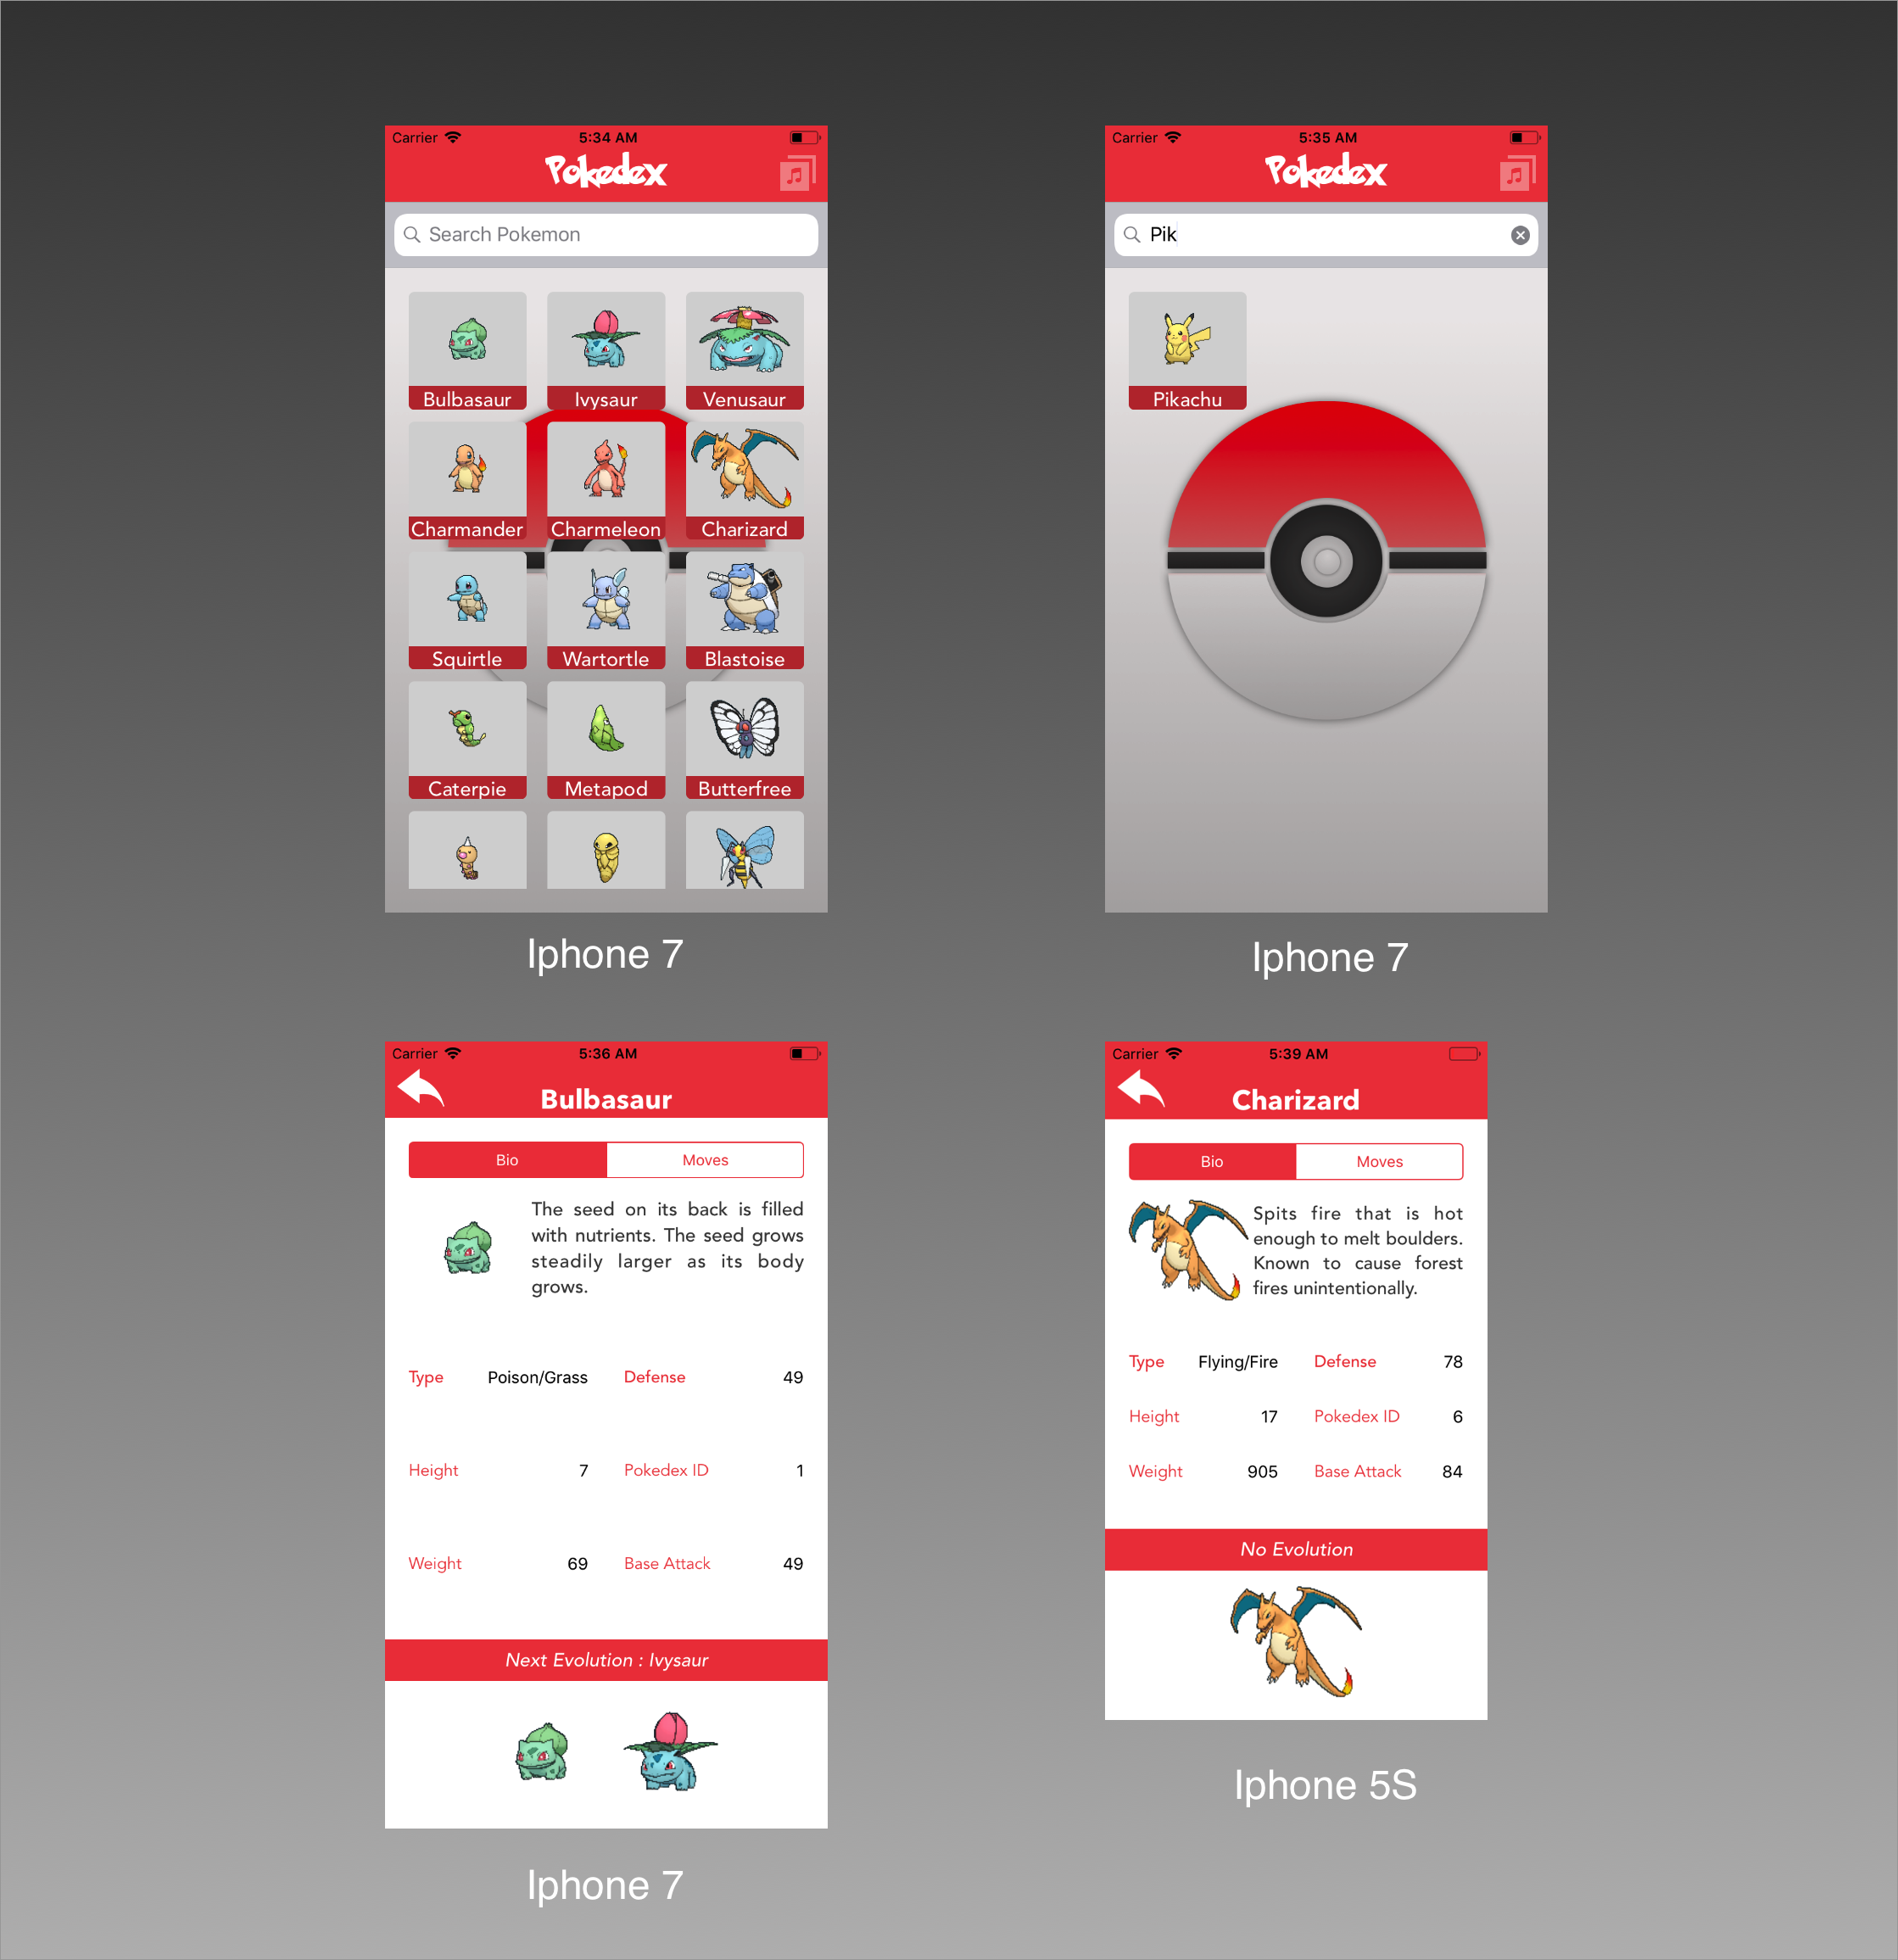 Carrier 5:34 AM
Pokedex
Search Pokemon
Bulbasaur Ivysaur Venusaur
Charmander Charmeleon Charizard
Squirtle Wartortle Blastoise
Caterpie Metapod Butterfree
Iphone 7
Carrier 5:35 AM
Pokedex
Pik
Pikachu
Iphone 7
Carrier 5:36 AM
Bulbasaur
Bio Moves
The seed on its back is filled
with nutrients. The seed grows
steadily larger as its body
grows.
Type Poison/Grass Defense 49
Height 7 Pokedex ID 1
Weight 69 Base Attack 49
Next Evolution : Ivysaur
Iphone 7
Carrier 5:39 AM
Charizard
Bio Moves
Spits fire that is hot
enough to melt boulders.
Known to cause forest
fires unintentionally.
Type Flying/Fire Defense 78
Height 17 Pokedex ID 6
Weight 905 Base Attack 84
No Evolution
Iphone 5S